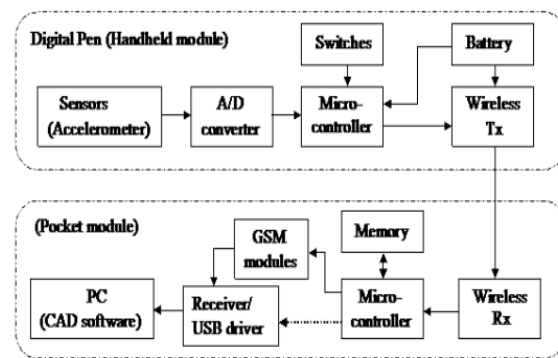 Digital Pen (Handheld module)
Switches
Battery
Sensors
(Accelerometer)
A/D
converter
Micro-
controller
Wireless
Tx
(Pocket module)
GSM
modules
Memory
PC
(CAD software)
Receiver/
USB driver
Micro-
controller
Wireless
Rx